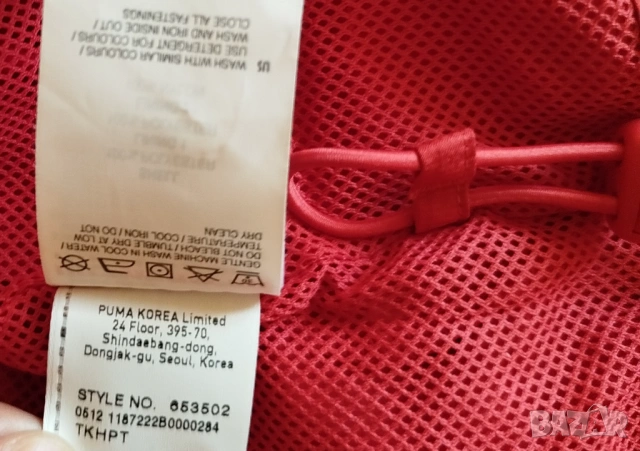 US WASH WITH SIMILAR COLOURS/
USE DETERGENT FOR COLOURS/
WASH AND IRON INSIDE OUT/
CLOSE ALL FASTENINGS
GENTLE MACHINE WASH IN COOL WATER/
DO NOT BLEACH/TUMBLE DRY AT LOW
TEMPERATURE/COOL IRON/DO NOT
DRY CLEAN
PUMA KOREA Limited
24 Floor, 395-70,
Shindaebang-dong,
Dongjak-gu, Seoul, Korea
STYLE NO. 653502
0512 1187222B0000284
TKHPT
BAZAR